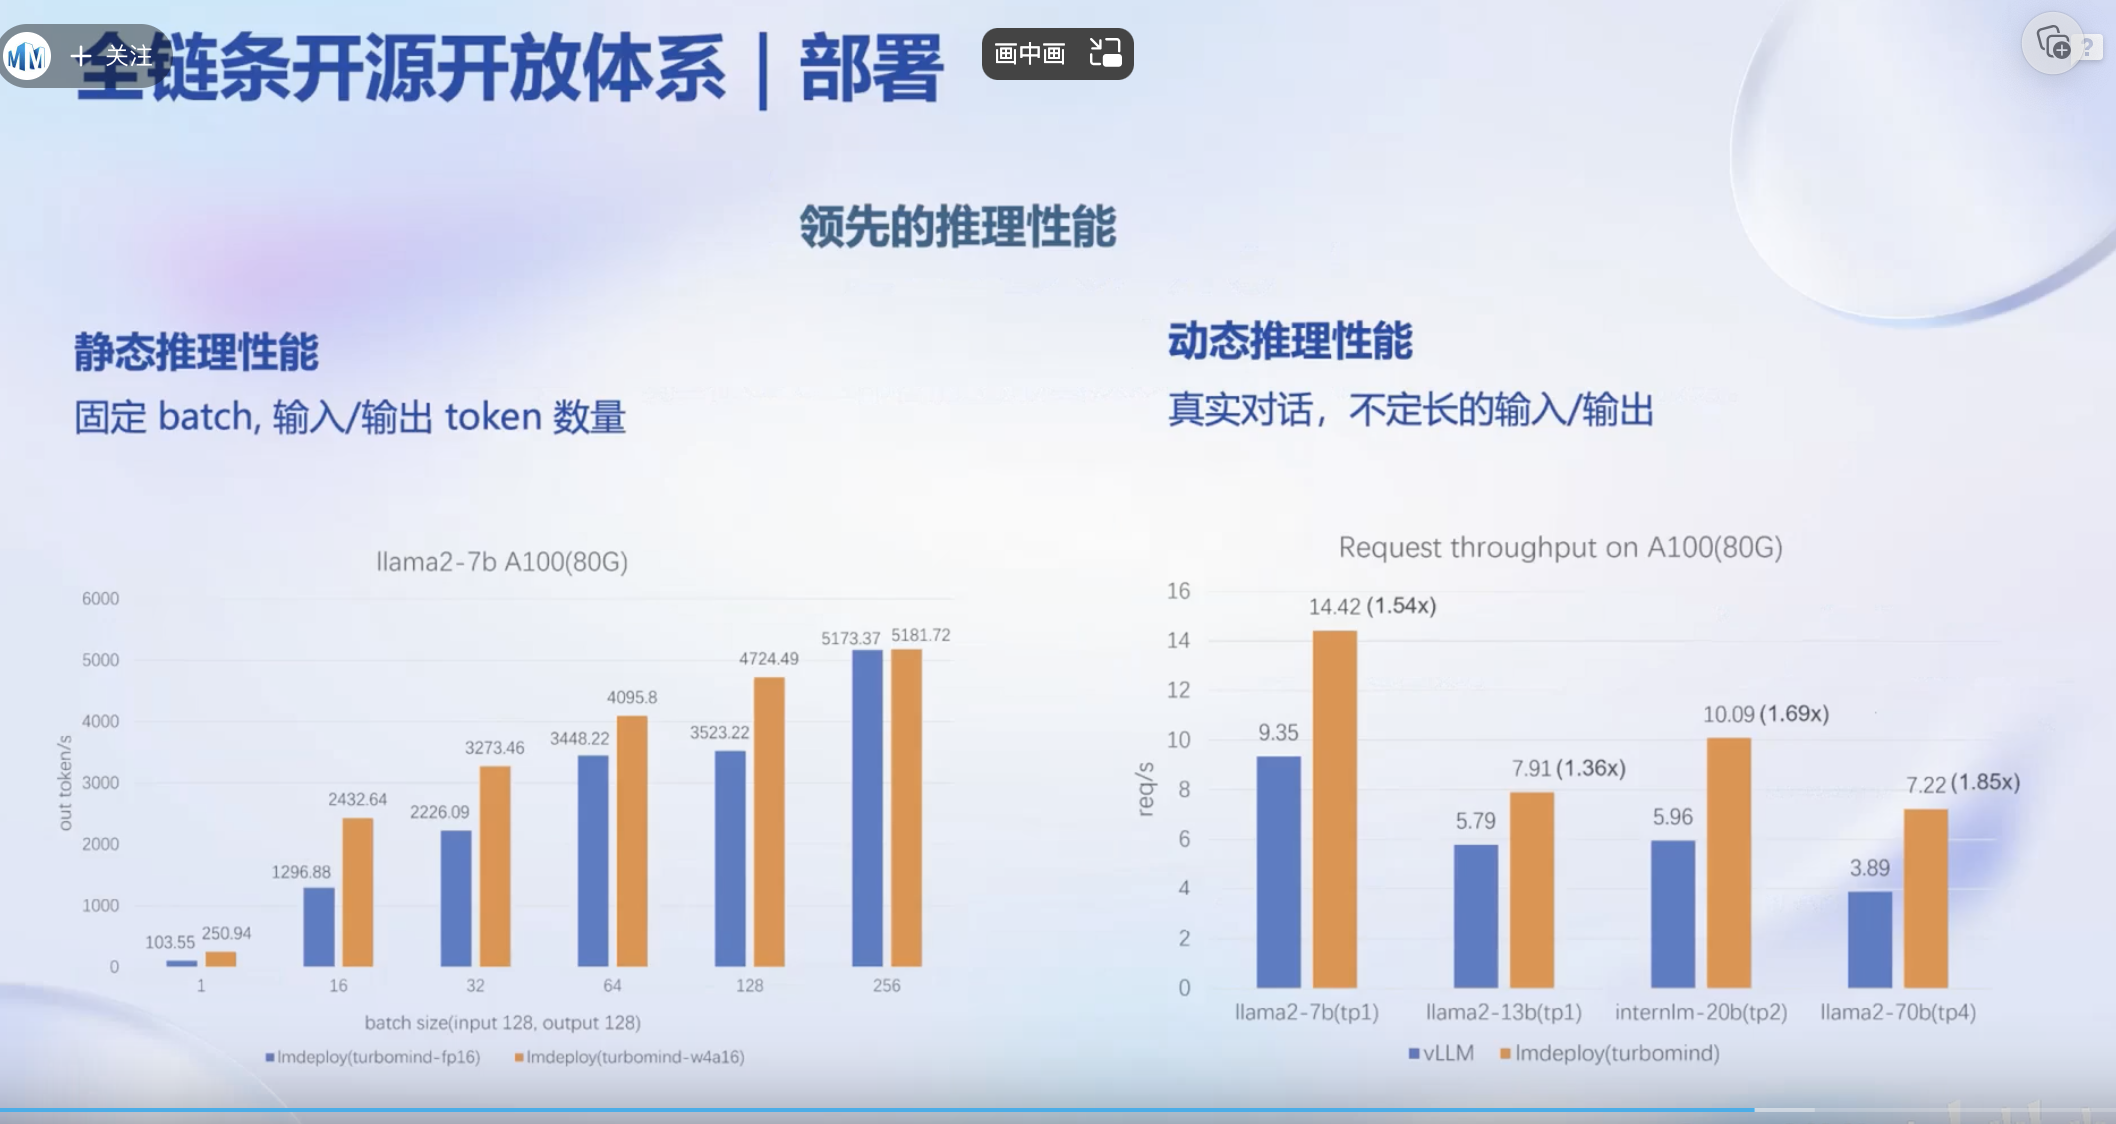 全链条开源开放体系｜部署
+ 关注
画中画
?
领先的推理性能
静态推理性能
固定 batch, 输入/输出 token 数量
llama2-7b A100(80G)
6000
5000
4000
3000
2000
1000
0
out token/s
103.55 250.94
1296.88 2432.64
2226.09 3273.46
3448.22 4095.8
3523.22 4724.49
5173.37 5181.72
1 16 32 64 128 256
batch size(input 128, output 128)
lmdeploy(turbomind-fp16) lmdeploy(turbomind-w4a16)
动态推理性能
真实对话，不定长的输入/输出
Request throughput on A100(80G)
16
14
12
10
8
6
4
2
0
req/s
9.35 14.42 (1.54x)
5.79 7.91 (1.36x)
5.96 10.09 (1.69x)
3.89 7.22 (1.85x)
llama2-7b(tp1) llama2-13b(tp1) internlm-20b(tp2) llama2-70b(tp4)
vLLM lmdeploy(turbomind)